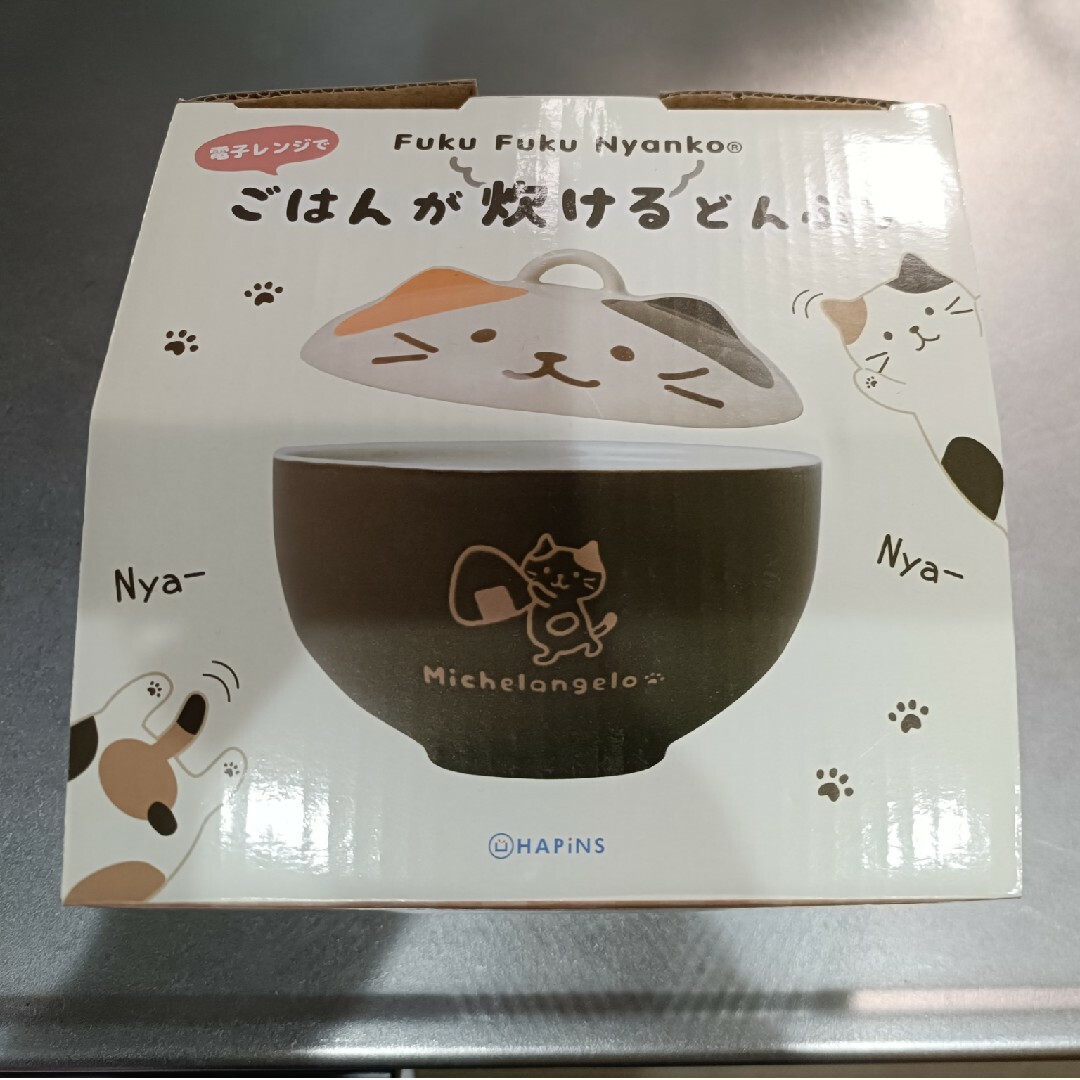 電子レンジで
Fuku Fuku Nyanko®
ごはんが炊けるどん
Nya–
Nya–
Michelangelo
HAPiNS